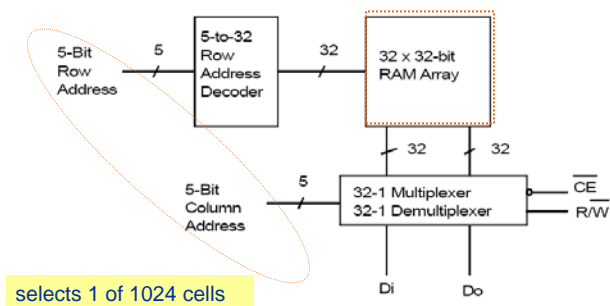 5-Bit
Row
Address
5
5-to-32
Row
Address
Decoder
32
32 x 32-bit
RAM Array
32
32
5-Bit
Column
Address
5
32-1 Multiplexer
32-1 Demultiplexer
CE
R/W
Di
Do
selects 1 of 1024 cells